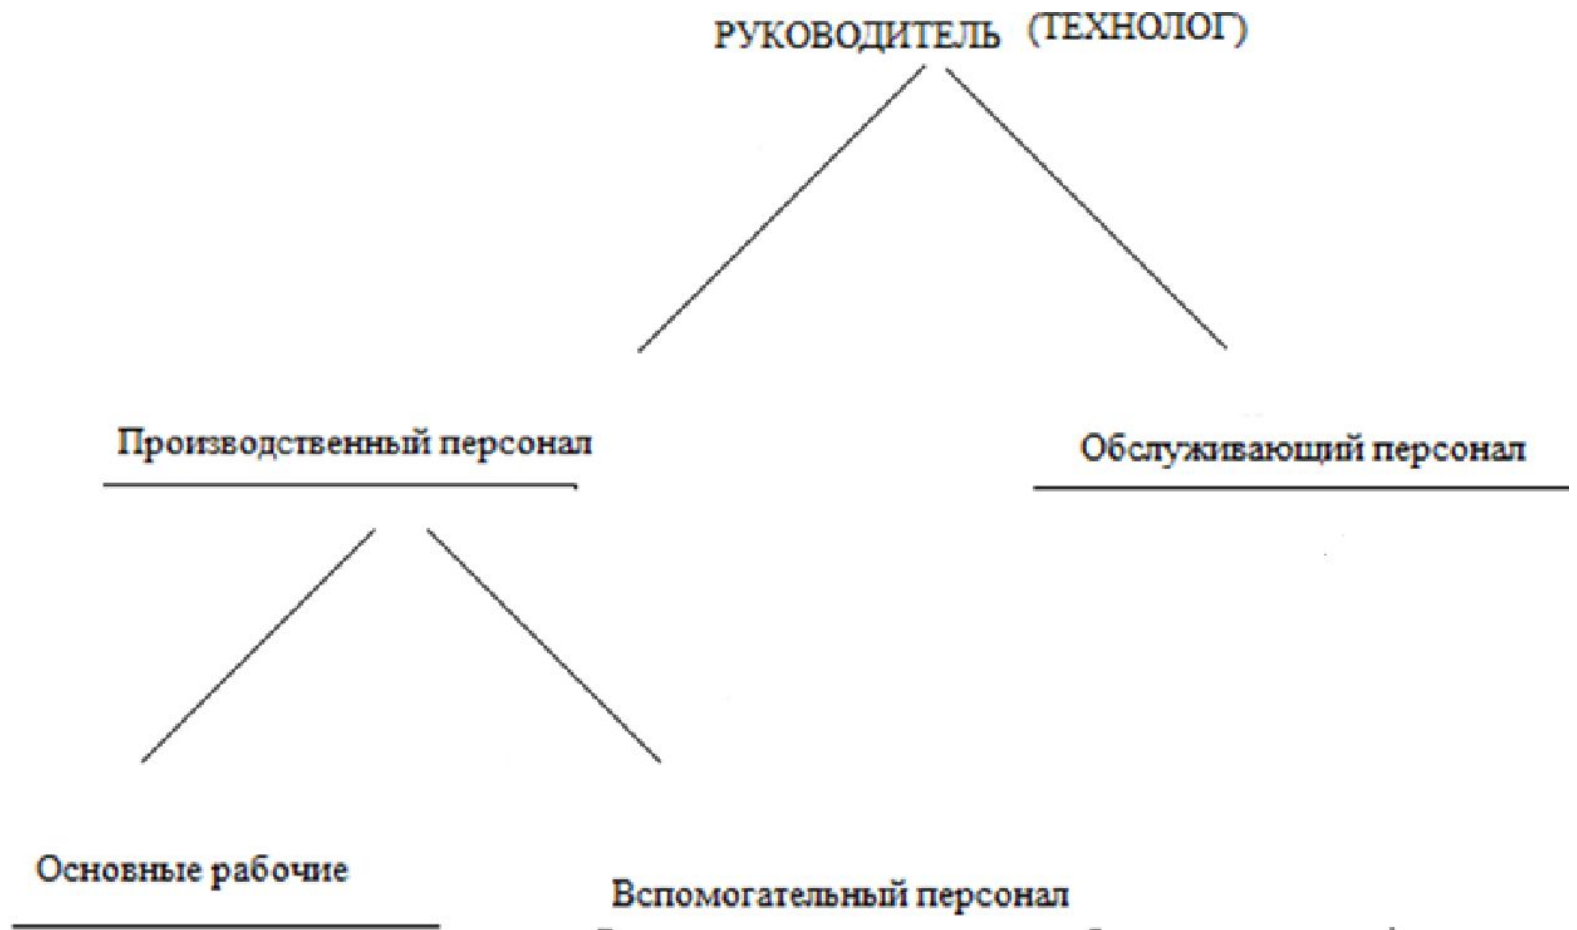 РУКОВОДИТЕЛЬ (ТЕХНОЛОГ)
Производственный персонал
Обслуживающий персонал
Основные рабочие
Вспомогательный персонал